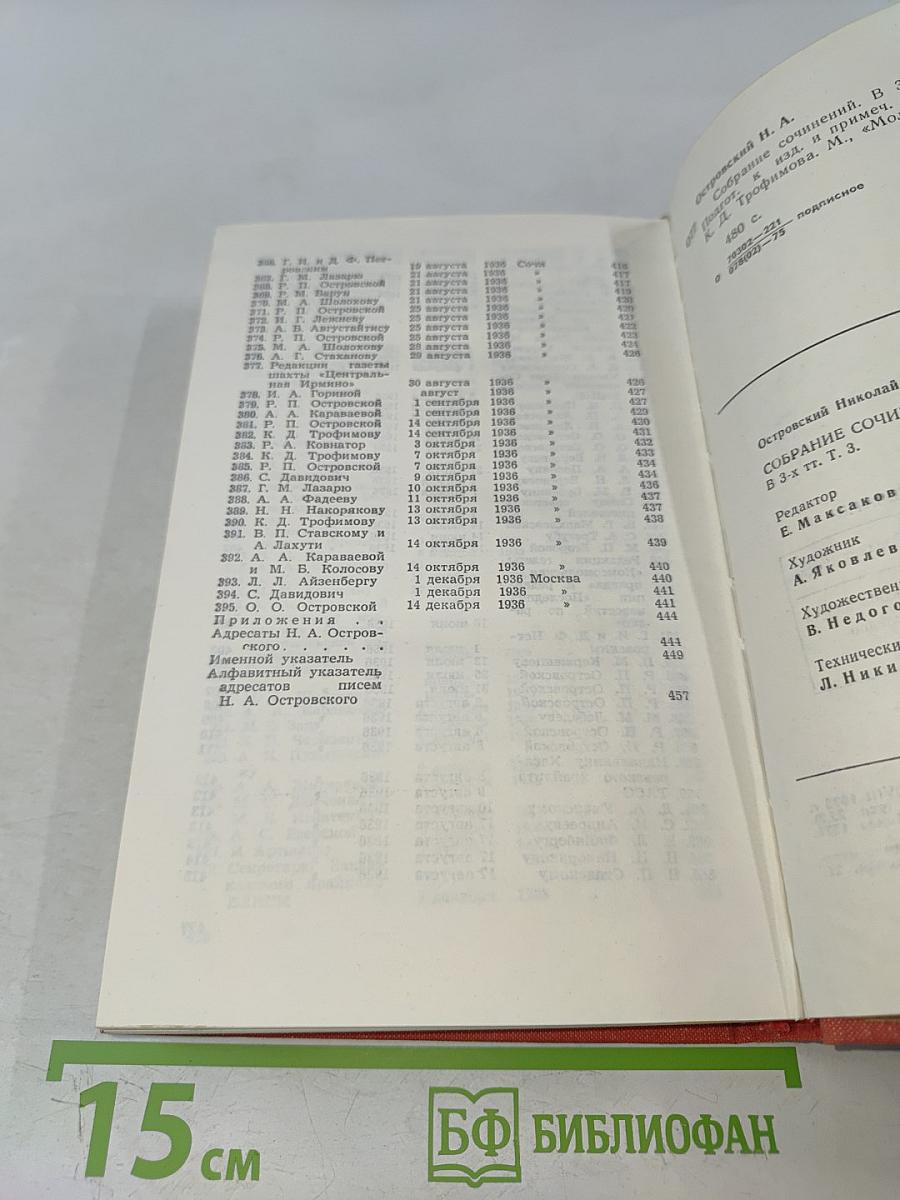 366. Г. И. и Д. Ф. Пет-
ровским 19 августа 1936 Сочи 416
367. Г. М. Лазарю 21 августа 1936 » 417
368. Р. П. Островской 21 августа 1936 » 417
369. Р. М. Варун 21 августа 1936 » 419
370. М. А. Шолохову 21 августа 1936 » 420
371. Р. П. Островской 25 августа 1936 » 420
372. И. Г. Лежневу 25 августа 1936 » 421
373. А. В. Августайтису 25 августа 1936 » 422
374. Р. П. Островской 25 августа 1936 » 423
375. М. А. Шолохову 28 августа 1936 » 424
376. А. Г. Стаханову 29 августа 1936 » 426
377. Редакции газеты
шахты «Централь-
ная Ирмино» 30 августа 1936 » 426
378. И. А. Гориной август 1936 » 427
379. Р. П. Островской 1 сентября 1936 » 427
380. А. А. Караваевой 1 сентября 1936 » 429
381. Р. П. Островской 14 сентября 1936 » 430
382. К. Д. Трофимову 14 сентября 1936 » 431
383. Р. А. Ковнатор 3 октября 1936 » 432
384. К. Д. Трофимову 7 октября 1936 » 433
385. Р. П. Островской 7 октября 1936 » 434
386. С. Давидович 9 октября 1936 » 434
387. Г. М. Лазарю 10 октября 1936 » 436
388. А. А. Фадееву 11 октября 1936 » 437
389. Н. Н. Накорякову 13 октября 1936 » 437
390. К. Д. Трофимову 13 октября 1936 » 438
391. В. П. Ставскому и
А. Лахути 14 октября 1936 » 439
392. А. А. Караваевой
и М. Б. Колосову 14 октября 1936 » 440
393. Л. Л. Айзенбергу 1 декабря 1936 Москва 440
394. С. Давидович 1 декабря 1936 » 441
395. О. О. Островской 14 декабря 1936 » 441
Приложения . . 444
Адресаты Н. А. Остров-
ского . . . . . 444
Именной указатель 449
Алфавитный указатель
адресатов писем
Н. А. Островского 457
Островский Н. А.
Собрание сочинений. В 3
Подгот. к изд. и примеч.
К. Д. Трофимова. М., «Мол
480 с.
О 70302—221
078(02)—75 подписное
Островский Николай
СОБРАНИЕ СОЧИ
В 3-х тт. Т. 3.
Редактор
Е. Максаков
Художник
А. Яковлев
Художествен
В. Недого
Технически
Л. Ники
15 см
БФ БИБЛИОФАН